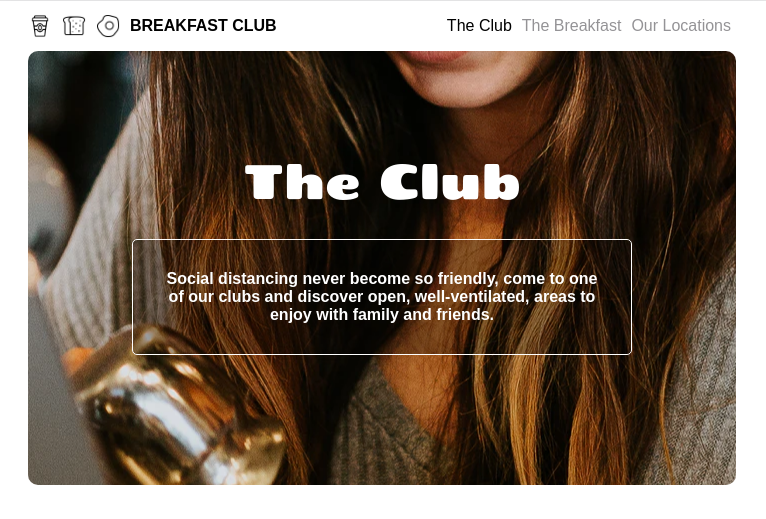 BREAKFAST CLUB
The Club The Breakfast Our Locations
The Club
Social distancing never become so friendly, come to one
of our clubs and discover open, well-ventilated, areas to
enjoy with family and friends.